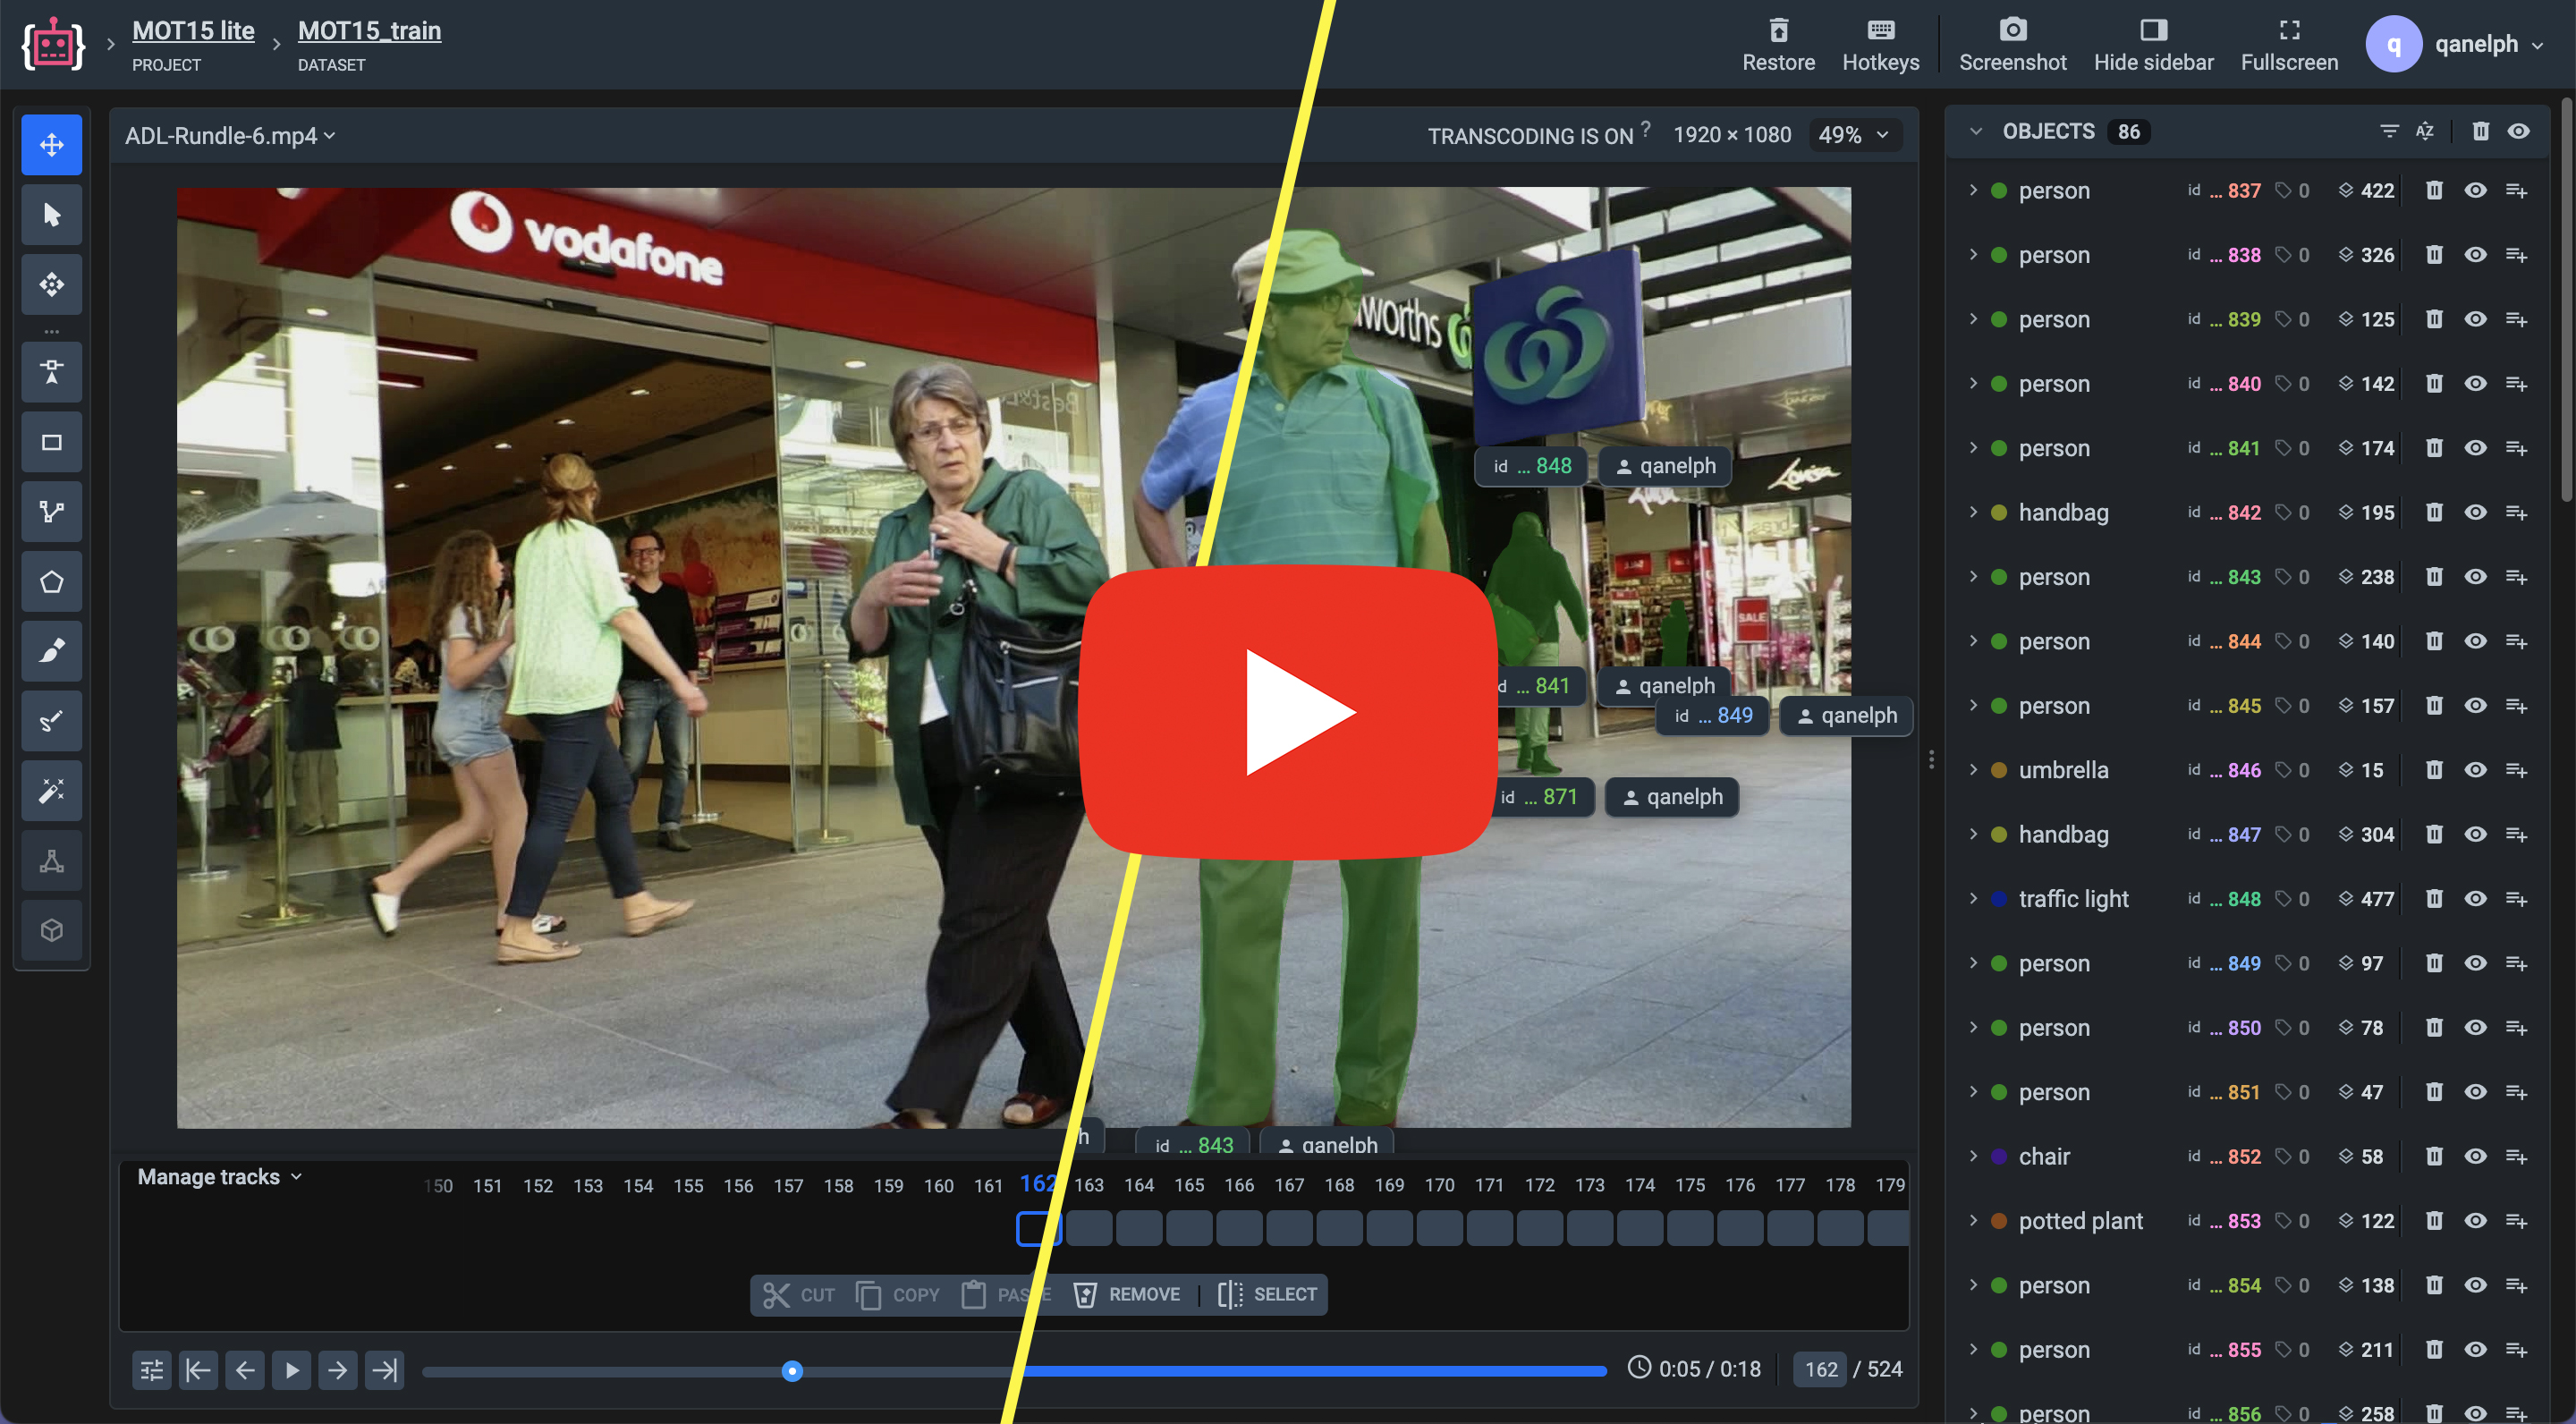 MOT15 lite
PROJECT
MOT15_train
DATASET
Restore
Hotkeys
Screenshot
Hide sidebar
Fullscreen
q
qanelph
ADL-Rundle-6.mp4
TRANSCODING IS ON ?
1920 × 1080
49%
vodafone
worths
SALE
id ... 848 qanelph
d ... 841 qanelph
id ... 849 qanelph
id ... 871 qanelph
h
id ... 843 qanelph
Manage tracks
150 151 152 153 154 155 156 157 158 159 160 161 162 163 164 165 166 167 168 169 170 171 172 173 174 175 176 177 178 179
CUT COPY PASTE REMOVE SELECT
0:05 / 0:18
162 / 524
OBJECTS 86
person id ... 837 0 422
person id ... 838 0 326
person id ... 839 0 125
person id ... 840 0 142
person id ... 841 0 174
handbag id ... 842 0 195
person id ... 843 0 238
person id ... 844 0 140
person id ... 845 0 157
umbrella id ... 846 0 15
handbag id ... 847 0 304
traffic light id ... 848 0 477
person id ... 849 0 97
person id ... 850 0 78
person id ... 851 0 47
chair id ... 852 0 58
potted plant id ... 853 0 122
person id ... 854 0 138
person id ... 855 0 211
person id ... 856 0 258